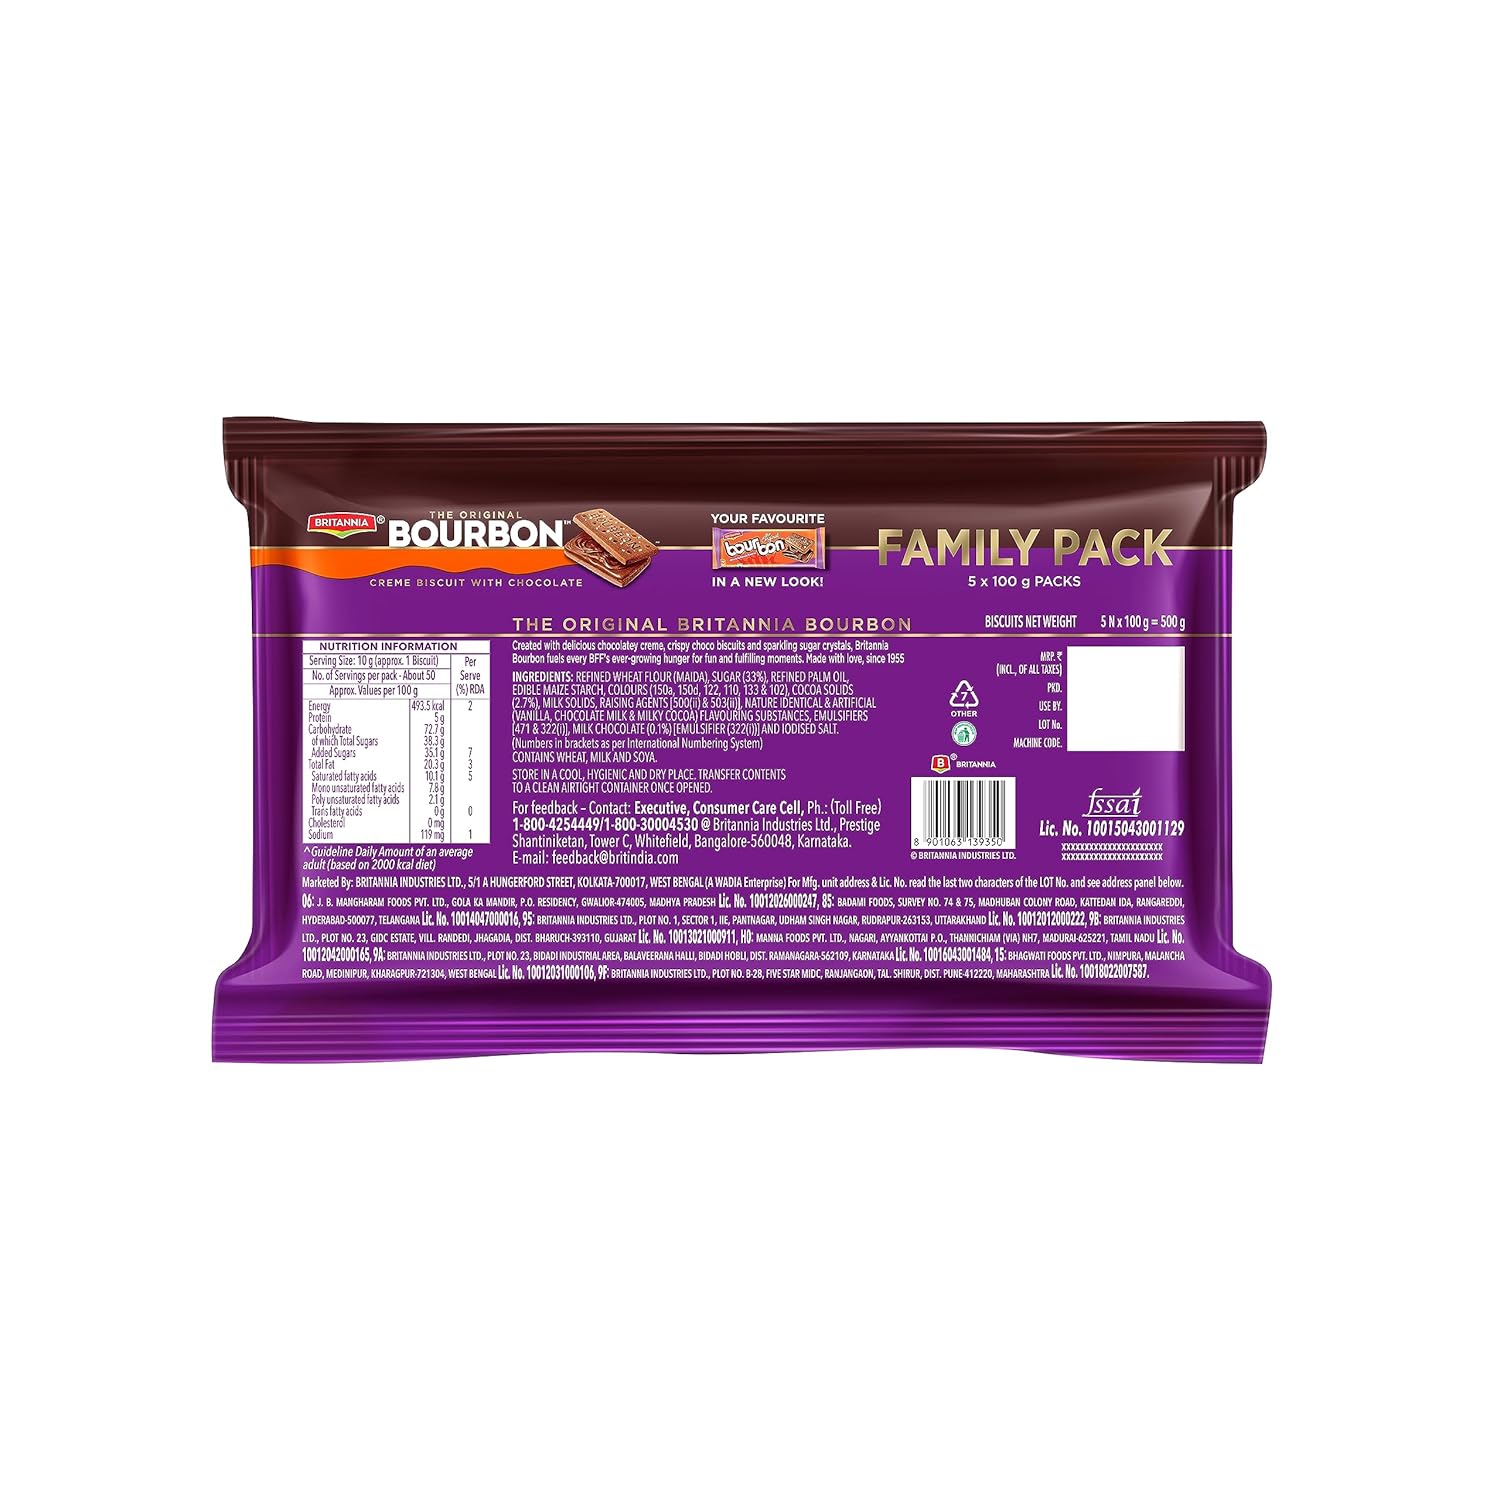 BRITANNIA®
THE ORIGINAL
BOURBON™
CREME BISCUIT WITH CHOCOLATE
YOUR FAVOURITE
bourbon
IN A NEW LOOK!
FAMILY PACK
5 x 100 g PACKS
THE ORIGINAL BRITANNIA BOURBON
BISCUITS NET WEIGHT 5 N x 100 g = 500 g
NUTRITION INFORMATION
Serving Size: 10 g (approx. 1 Biscuit) Per
No. of Servings per pack - About 50 Serve
Approx. Values per 100 g (%) RDA
Energy 493.5 kcal 2
Protein 5 g
Carbohydrate 72.7 g
of which Total Sugars 38.3 g
Added Sugars 35.1 g 7
Total Fat 20.3 g 3
Saturated fatty acids 10.1 g 5
Mono unsaturated fatty acids 7.8 g
Poly unsaturated fatty acids 2.1 g
Trans fatty acids 0 g 0
Cholesterol 0 mg
Sodium 119 mg 1
^Guideline Daily Amount of an average
adult (based on 2000 kcal diet)
Created with delicious chocolatey creme, crispy choco biscuits and sparkling sugar crystals, Britannia
Bourbon fuels every BFF's ever-growing hunger for fun and fulfilling moments. Made with love, since 1955
INGREDIENTS: REFINED WHEAT FLOUR (MAIDA), SUGAR (33%), REFINED PALM OIL,
EDIBLE MAIZE STARCH, COLOURS (150a, 150d, 122, 110, 133 & 102), COCOA SOLIDS
(2.7%), MILK SOLIDS, RAISING AGENTS [500(ii) & 503(ii)], NATURE IDENTICAL & ARTIFICIAL
(VANILLA, CHOCOLATE MILK & MILKY COCOA) FLAVOURING SUBSTANCES, EMULSIFIERS
[471 & 322(i)], MILK CHOCOLATE (0.1%) [EMULSIFIER (322(i))] AND IODISED SALT.
(Numbers in brackets as per International Numbering System)
CONTAINS WHEAT, MILK AND SOYA.
STORE IN A COOL, HYGIENIC AND DRY PLACE. TRANSFER CONTENTS
TO A CLEAN AIRTIGHT CONTAINER ONCE OPENED.
For feedback – Contact: Executive, Consumer Care Cell, Ph.: (Toll Free)
1-800-4254449/1-800-30004530 @ Britannia Industries Ltd., Prestige
Shantiniketan, Tower C, Whitefield, Bangalore-560048, Karnataka.
E-mail: feedback@britindia.com
7
OTHER
B® BRITANNIA
8 901063 139350
© BRITANNIA INDUSTRIES LTD.
MRP. ₹
(INCL., OF ALL TAXES)
PKD.
USE BY.
LOT No.
MACHINE CODE.
fssai
Lic. No. 10015043001129
XXXXXXXXXXXXXXXXXXXXXX
XXXXXXXXXXXXXXXXXXXXXX
Marketed By: BRITANNIA INDUSTRIES LTD., 5/1 A HUNGERFORD STREET, KOLKATA-700017, WEST BENGAL (A WADIA Enterprise) For Mfg. unit address & Lic. No. read the last two characters of the LOT No. and see address panel below.
06: J. B. MANGHARAM FOODS PVT. LTD., GOLA KA MANDIR, P.O. RESIDENCY, GWALIOR-474005, MADHYA PRADESH Lic. No. 10012026000247, 85: BADAMI FOODS, SURVEY NO. 74 & 75, MADHUBAN COLONY ROAD, KATTEDAN IDA, RANGAREDDI,
HYDERABAD-500077, TELANGANA Lic. No. 10014047000016, 95: BRITANNIA INDUSTRIES LTD., PLOT NO. 1, SECTOR 1, IIE, PANTNAGAR, UDHAM SINGH NAGAR, RUDRAPUR-263153, UTTARAKHAND Lic. No. 10012012000222, 9B: BRITANNIA INDUSTRIES
LTD., PLOT NO. 23, GIDC ESTATE, VILL. RANDEDI, JHAGADIA, DIST. BHARUCH-393110, GUJARAT Lic. No. 10013021000911, H0: MANNA FOODS PVT. LTD., NAGARI, AYYANKOTTAI P.O., THANNICHIAM (VIA) NH7, MADURAI-625221, TAMIL NADU Lic. No.
10012042000165, 9A: BRITANNIA INDUSTRIES LTD., PLOT NO. 23, BIDADI INDUSTRIAL AREA, BALAVEERANA HALLI, BIDADI HOBLI, DIST. RAMANAGARA-562109, KARNATAKA Lic. No. 10016043001484, 15: BHAGWATI FOODS PVT. LTD., NIMPURA, MALANCHA
ROAD, MEDINIPUR, KHARAGPUR-721304, WEST BENGAL Lic. No. 10012031000106, 9F: BRITANNIA INDUSTRIES LTD., PLOT NO. B-28, FIVE STAR MIDC, RANJANGAON, TAL. SHIRUR, DIST. PUNE-412220, MAHARASHTRA Lic. No. 10018022007587.